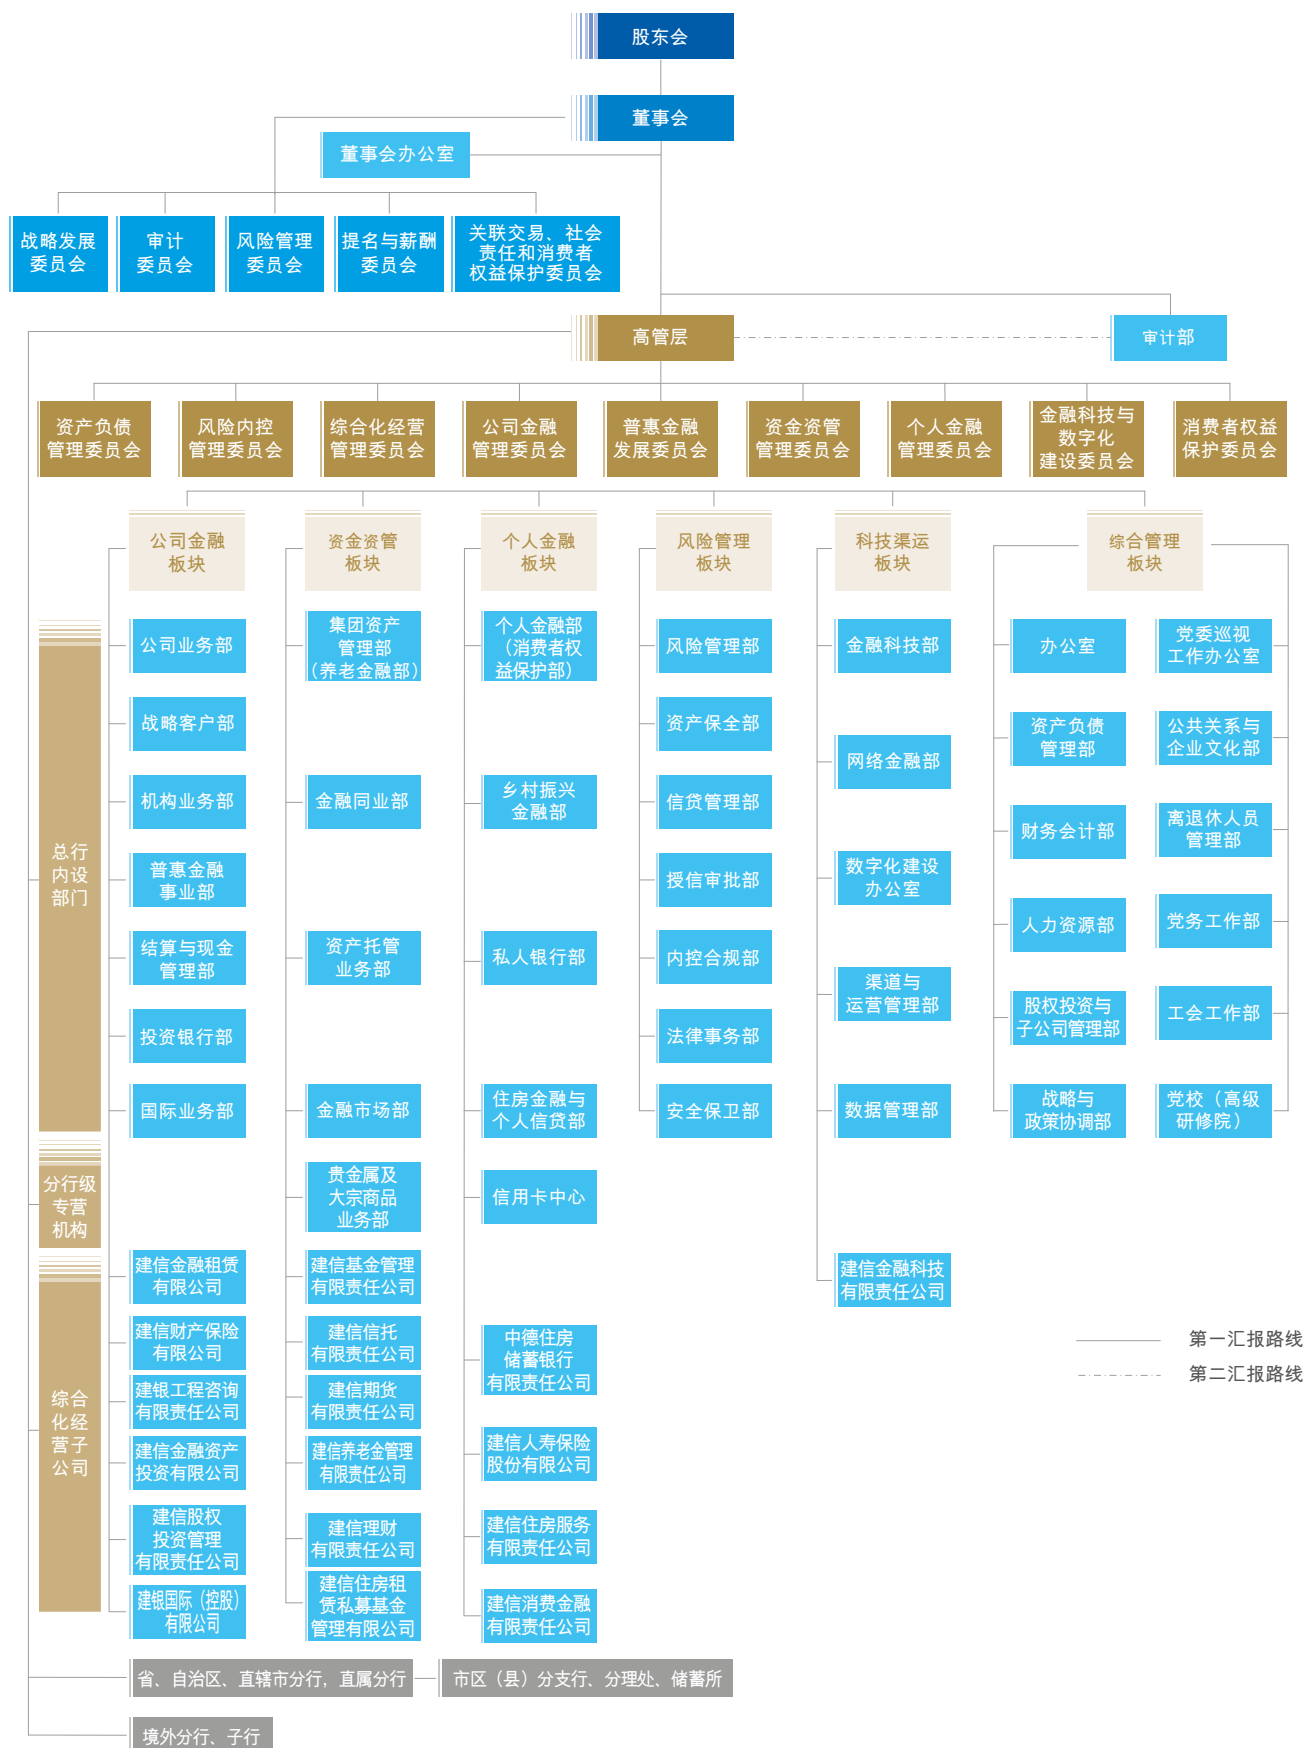 股东会
董事会
董事会办公室
战略发展
委员会
审计
委员会
风险管理
委员会
提名与薪酬
委员会
关联交易、社会
责任和消费者
权益保护委员会
高管层
审计部
资产负债
管理委员会
风险内控
管理委员会
综合化经营
管理委员会
公司金融
管理委员会
普惠金融
发展委员会
资金资管
管理委员会
个人金融
管理委员会
金融科技与
数字化
建设委员会
消费者权益
保护委员会
公司金融
板块
资金资管
板块
个人金融
板块
风险管理
板块
科技渠运
板块
综合管理
板块
总行
内设
部门
公司业务部
战略客户部
机构业务部
普惠金融
事业部
结算与现金
管理部
投资银行部
国际业务部
集团资产
管理部
（养老金融部）
金融同业部
资产托管
业务部
金融市场部
个人金融部
（消费者权
益保护部）
乡村振兴
金融部
私人银行部
住房金融与
个人信贷部
风险管理部
资产保全部
信贷管理部
授信审批部
内控合规部
法律事务部
安全保卫部
金融科技部
网络金融部
数字化建设
办公室
渠道与
运营管理部
数据管理部
办公室
资产负债
管理部
财务会计部
人力资源部
股权投资与
子公司管理部
战略与
政策协调部
党委巡视
工作办公室
公共关系与
企业文化部
离退休人员
管理部
党务工作部
工会工作部
党校（高级
研修院）
分行级
专营
机构
贵金属及
大宗商品
业务部
信用卡中心
综合
化经
营子
公司
建信金融租赁
有限公司
建信财产保险
有限公司
建银工程咨询
有限责任公司
建信金融资产
投资有限公司
建信股权
投资管理
有限责任公司
建银国际（控股）
有限公司
建信基金管理
有限责任公司
建信信托
有限责任公司
建信期货
有限责任公司
建信养老金管理
有限责任公司
建信理财
有限责任公司
建信住房租
赁私募基金
管理有限公司
中德住房
储蓄银行
有限责任公司
建信人寿保险
股份有限公司
建信住房服务
有限责任公司
建信消费金融
有限责任公司
建信金融科技
有限责任公司
第一汇报路线
第二汇报路线
省、自治区、直辖市分行，直属分行
市区（县）分支行、分理处、储蓄所
境外分行、子行